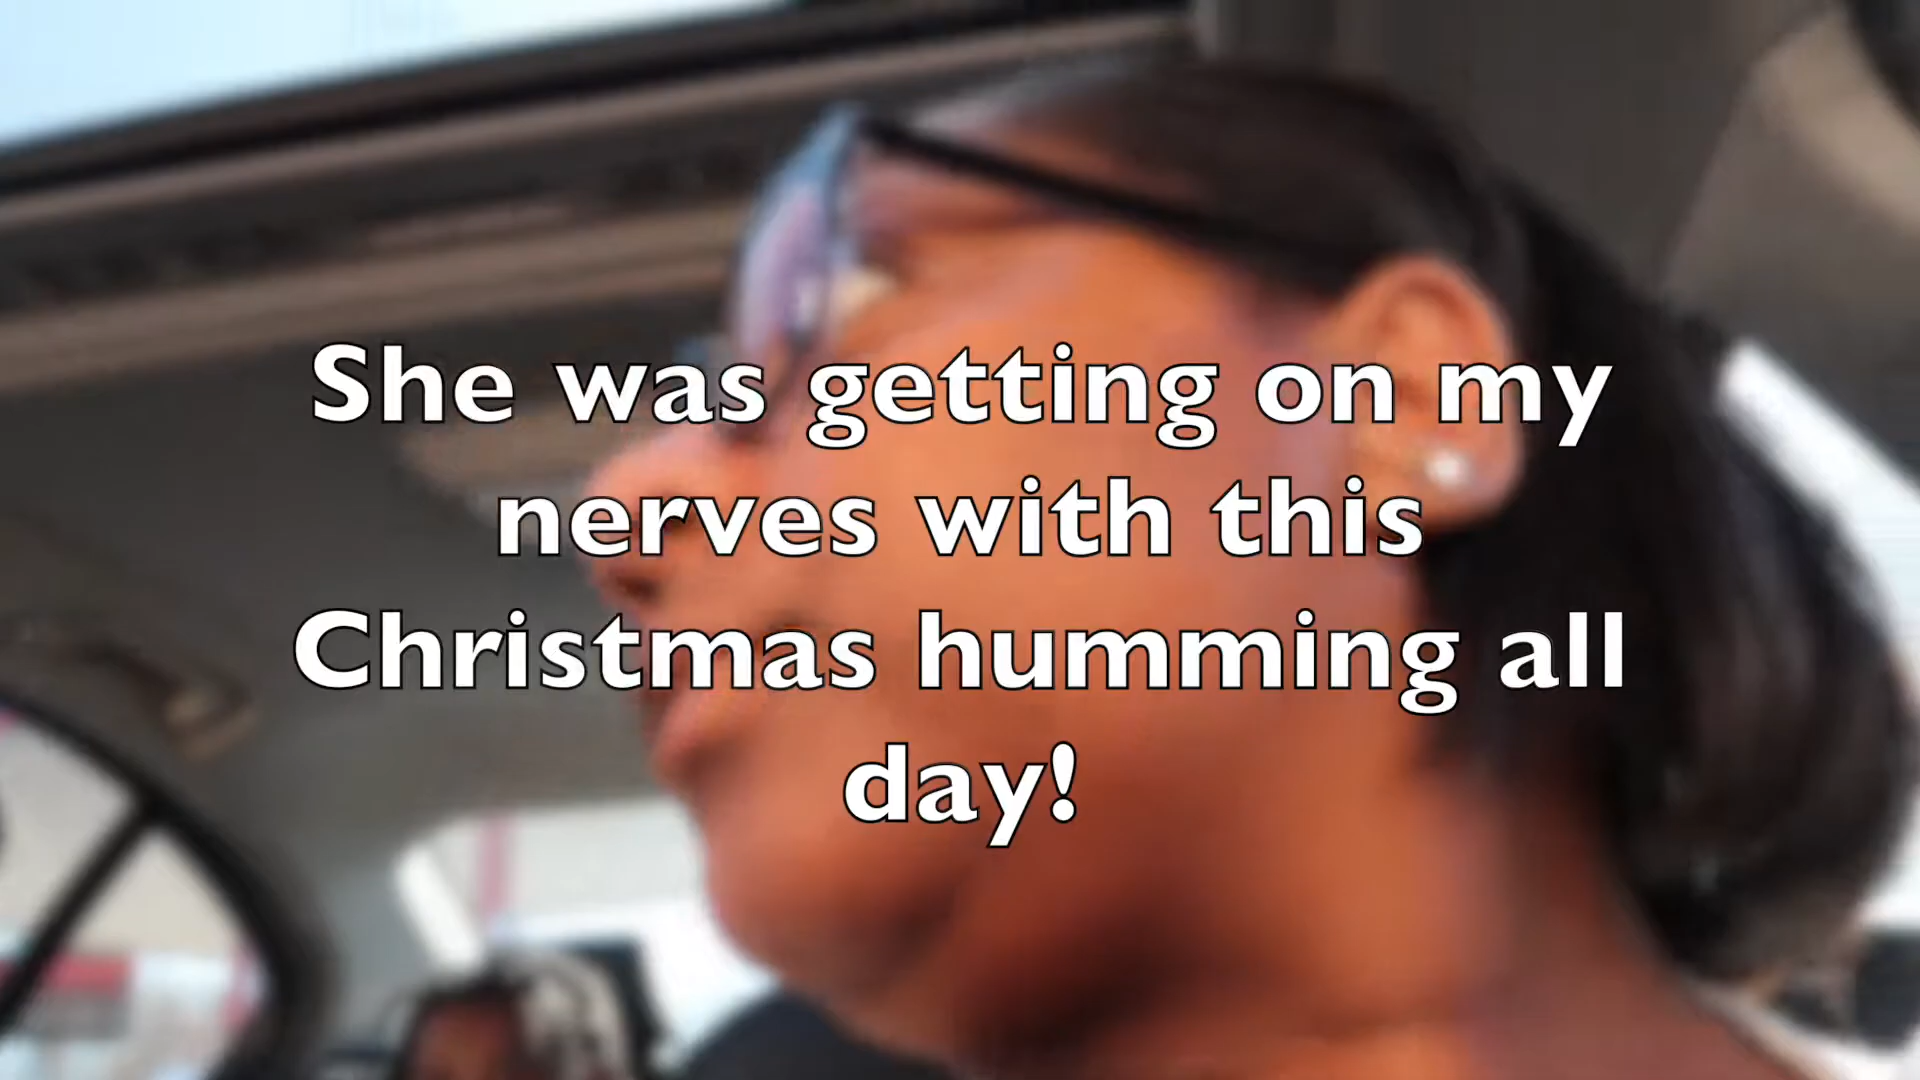 She was getting on my
nerves with this
Christmas humming all
day!